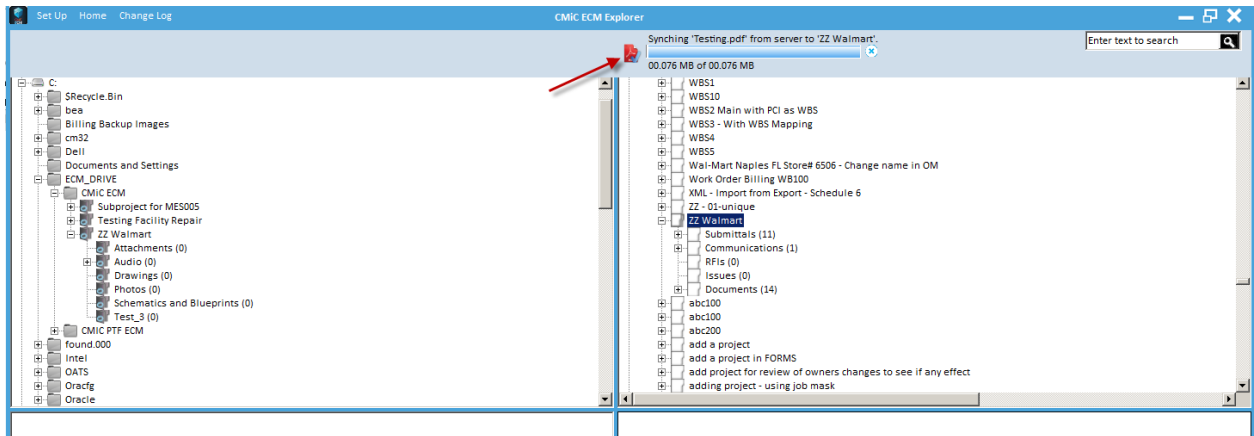 Set Up Home Change Log
CMiC ECM Explorer
Synching 'Testing.pdf' from server to 'ZZ Walmart'.
00.076 MB of 00.076 MB
Enter text to search
C:
$Recycle.Bin
bea
Billing Backup Images
cm32
Dell
Documents and Settings
ECM_DRIVE
CMiC ECM
Subproject for MES005
Testing Facility Repair
ZZ Walmart
Attachments (0)
Audio (0)
Drawings (0)
Photos (0)
Schematics and Blueprints (0)
Test_3 (0)
CMIC PTF ECM
found.000
Intel
OATS
Oracfg
Oracle
WBS1
WBS10
WBS2 Main with PCI as WBS
WBS3 - With WBS Mapping
WBS4
WBS5
Wal-Mart Naples FL Store# 6506 - Change name in OM
Work Order Billing WB100
XML - Import from Export - Schedule 6
ZZ - 01-unique
ZZ Walmart
Submittals (11)
Communications (1)
RFIs (0)
Issues (0)
Documents (14)
abc100
abc100
abc200
add a project
add a project in FORMS
add project for review of owners changes to see if any effect
adding project - using job mask